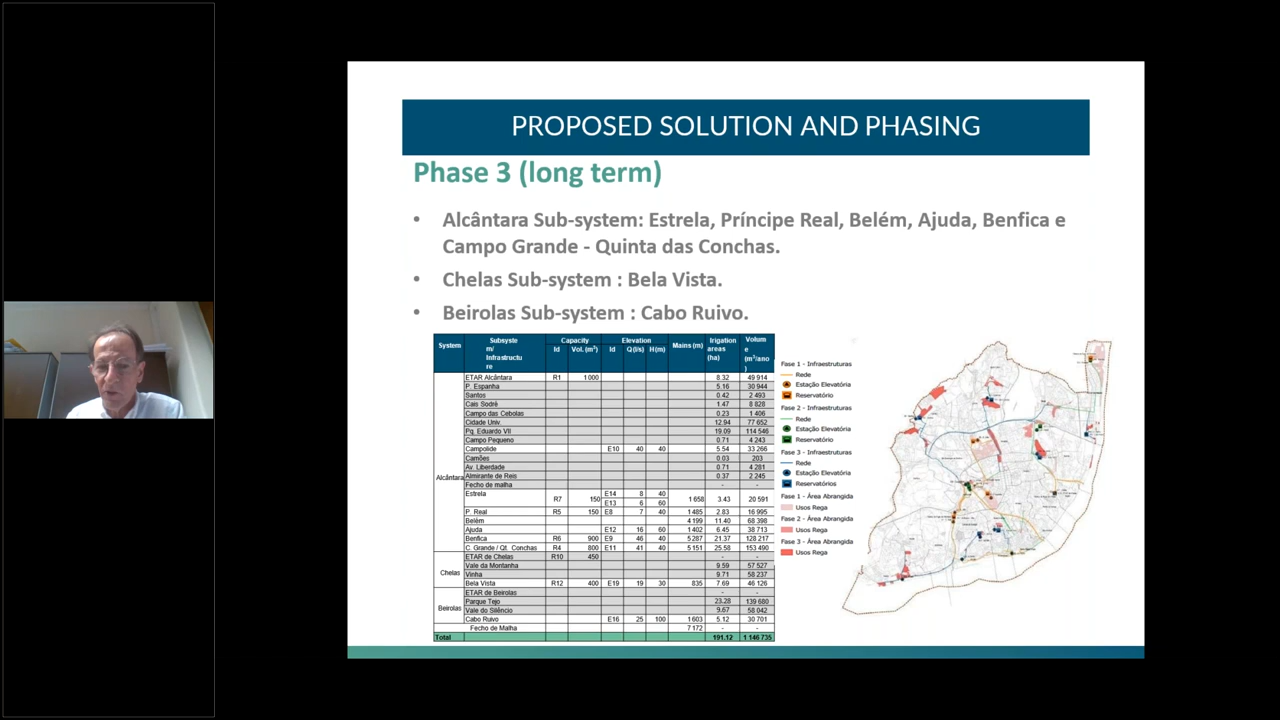 PROPOSED SOLUTION AND PHASING
Phase 3 (long term)
• Alcântara Sub-system: Estrela, Príncipe Real, Belém, Ajuda, Benfica e
Campo Grande - Quinta das Conchas.
• Chelas Sub-system : Bela Vista.
• Beirolas Sub-system : Cabo Ruivo.
System Subsyste m/ Infraestructu re Capacity Elevation Mains (m) Irrigation areas (ha) Volum e (m³/ano )
Id Vol. (m³) Id Q (l/s) H(m)
Alcântara
ETAR Alcântara R1 1 000 8.32 49 914
P. Espanha 5.16 30 944
Santos 0.42 2 493
Cais Sodré 1.47 8 828
Campo das Cebolas 0.23 1 406
Cidade Univ. 12.94 77 652
Pq. Eduardo VII 19.09 114 546
Campo Pequeno 0.71 4 243
Campolide E10 40 40 5.54 33 266
Camões 0.03 203
Av. Liberdade 0.71 4 281
Almirante de Reis 0.37 2 245
Fecho de malha - -
Estrela R7 150 E14 8 40 1 658 3.43 20 591
E13 6 60
P. Real R5 150 E8 7 40 1 485 2.83 16 995
Belém 4 199 11.40 68 398
Ajuda E12 16 60 1 402 6.45 38 713
Benfica R6 900 E9 46 40 5 287 21.37 128 217
C. Grande / Qt. Conchas R4 800 E11 41 40 5 151 25.58 153 490
Chelas
ETAR de Chelas R10 450 - -
Vale da Montanha 9.59 57 527
Vinha 9.71 58 237
Bela Vista R12 400 E19 19 30 835 7.69 46 126
Beirolas
ETAR de Beirolas - -
Parque Tejo 23.28 139 680
Vale do Silêncio 9.67 58 042
Cabo Ruivo E16 25 100 1 603 5.12 30 701
Fecho de Malha 7 172 - -
Total 191.12 1 146 735
Fase 1 - Infraestruturas
Rede
Estação Elevatória
Reservatório
Fase 2 - Infraestruturas
Rede
Estação Elevatória
Reservatório
Fase 3 - Infraestruturas
Rede
Estação Elevatória
Reservatórios
Fase 1 - Área Abrangida
Usos Rega
Fase 2 - Área Abrangida
Usos Rega
Fase 3 - Área Abrangida
Usos Rega